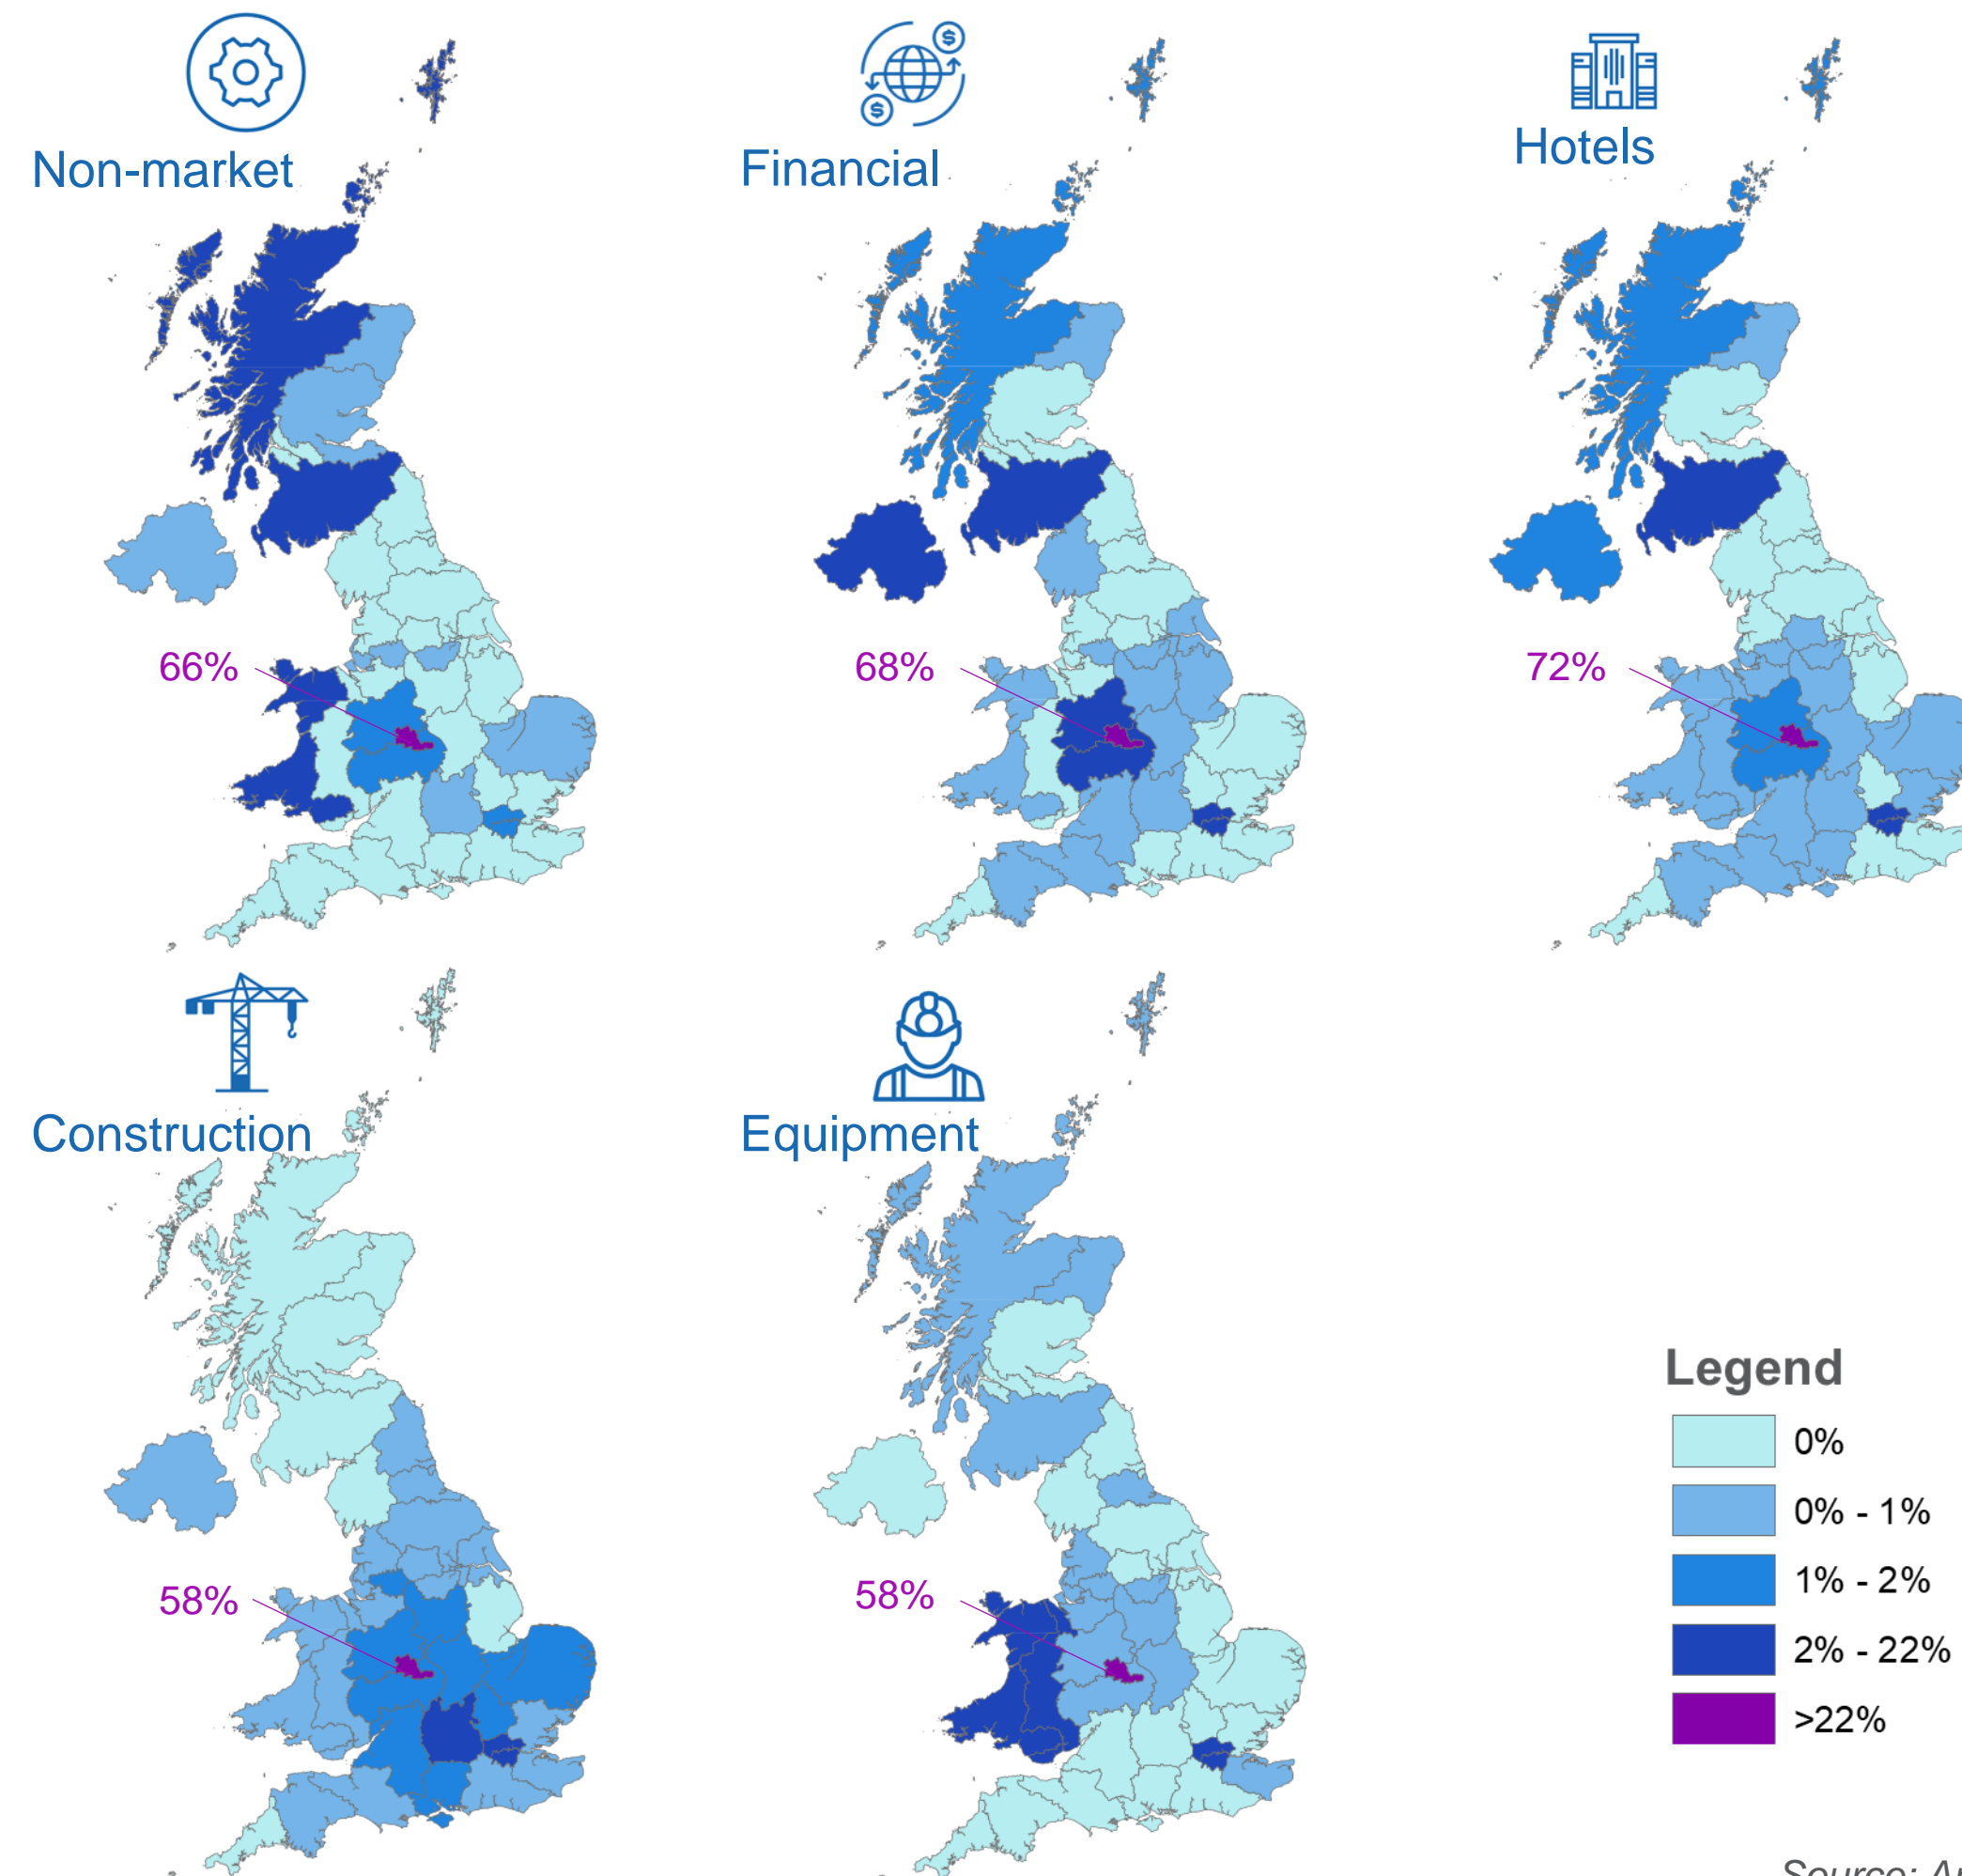 Non-market
Financial
Hotels
66%
68%
72%
Construction
Equipment
58%
58%
Legend
0%
0% - 1%
1% - 2%
2% - 22%
>22%
Source: